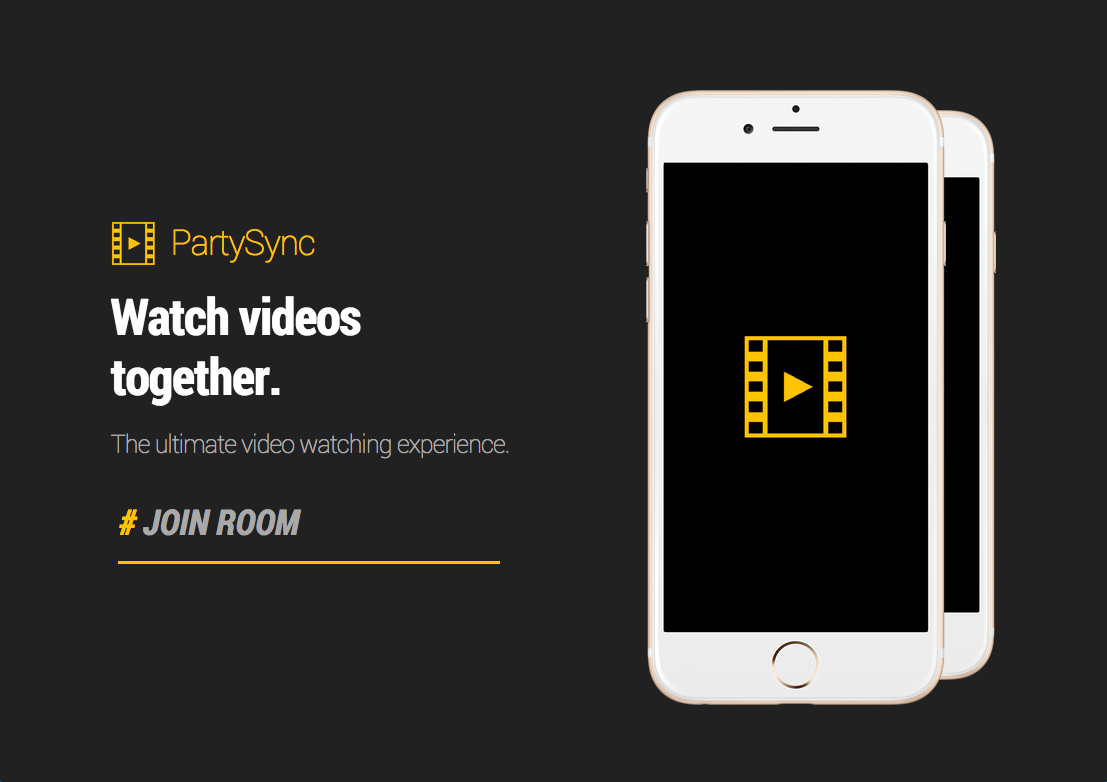 PartySync
Watch videos
together.
The ultimate video watching experience.
# JOIN ROOM